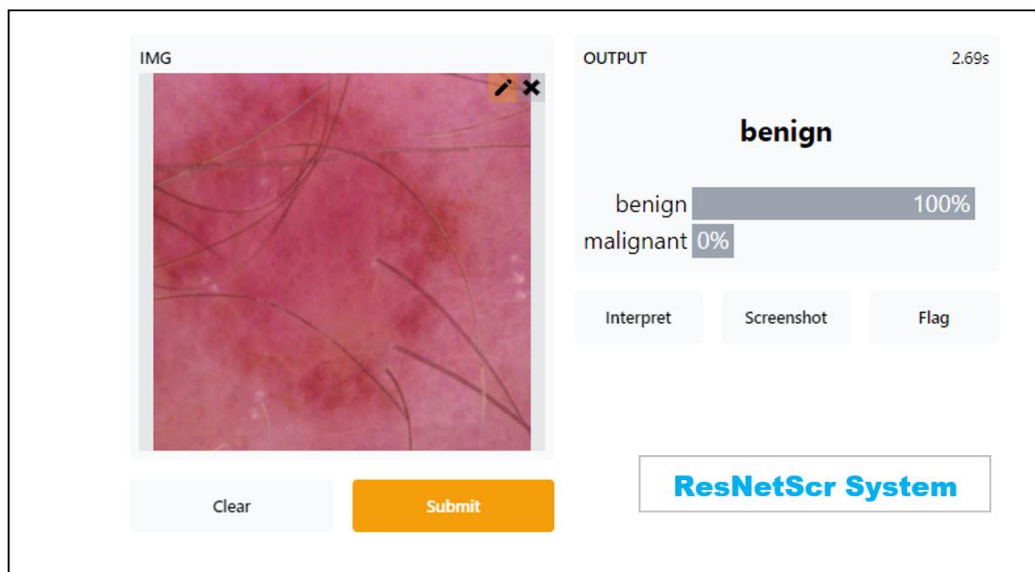 IMG
OUTPUT 2.69s
benign
benign 100%
malignant 0%
Interpret Screenshot Flag
ResNetScr System
Clear Submit